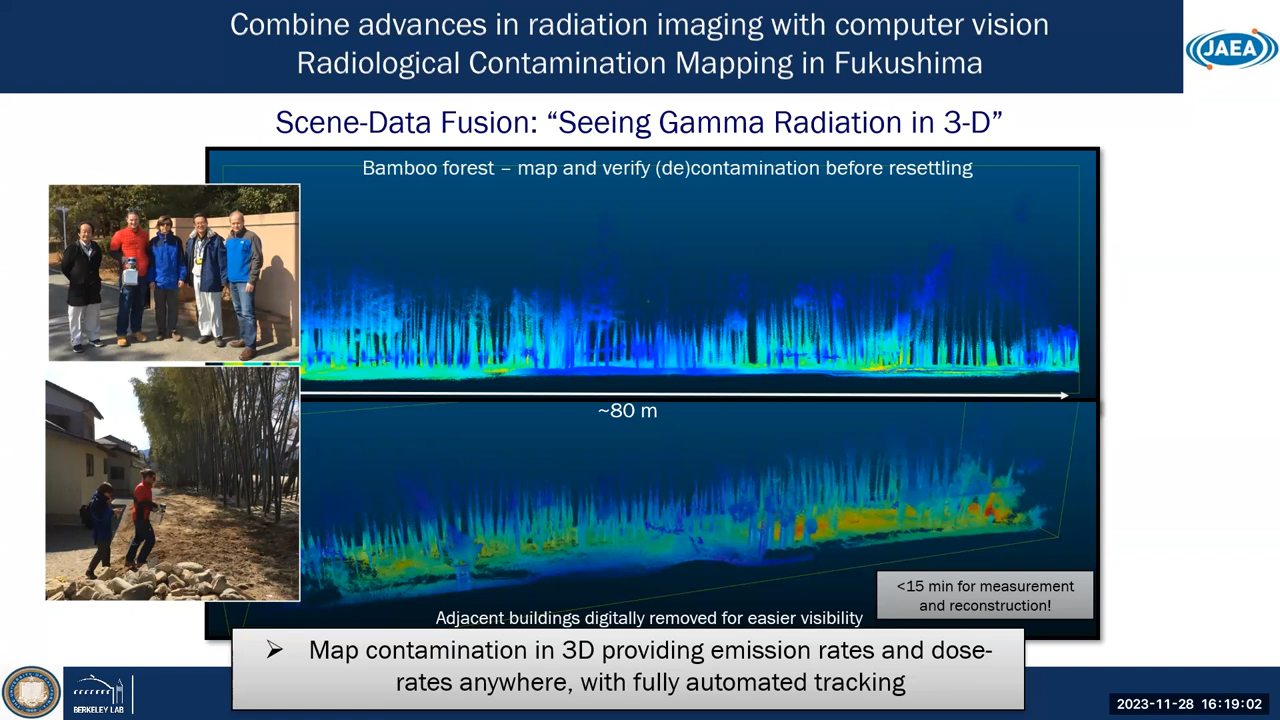 Combine advances in radiation imaging with computer vision
Radiological Contamination Mapping in Fukushima
JAEA
Scene-Data Fusion: “Seeing Gamma Radiation in 3-D”
Bamboo forest – map and verify (de)contamination before resettling
~80 m
<15 min for measurement
and reconstruction!
Adjacent buildings digitally removed for easier visibility
➢ Map contamination in 3D providing emission rates and dose-
rates anywhere, with fully automated tracking
BERKELEY LAB
2023-11-28 16:19:02